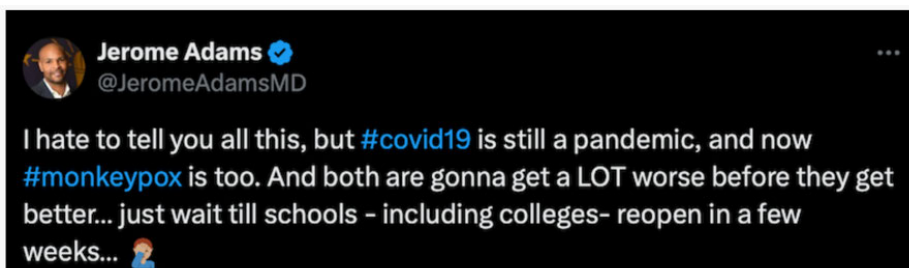 Jerome Adams
@JeromeAdamsMD
I hate to tell you all this, but #covid19 is still a pandemic, and now
#monkeypox is too. And both are gonna get a LOT worse before they get
better... just wait till schools - including colleges- reopen in a few
weeks... 🤦🏽‍♂️